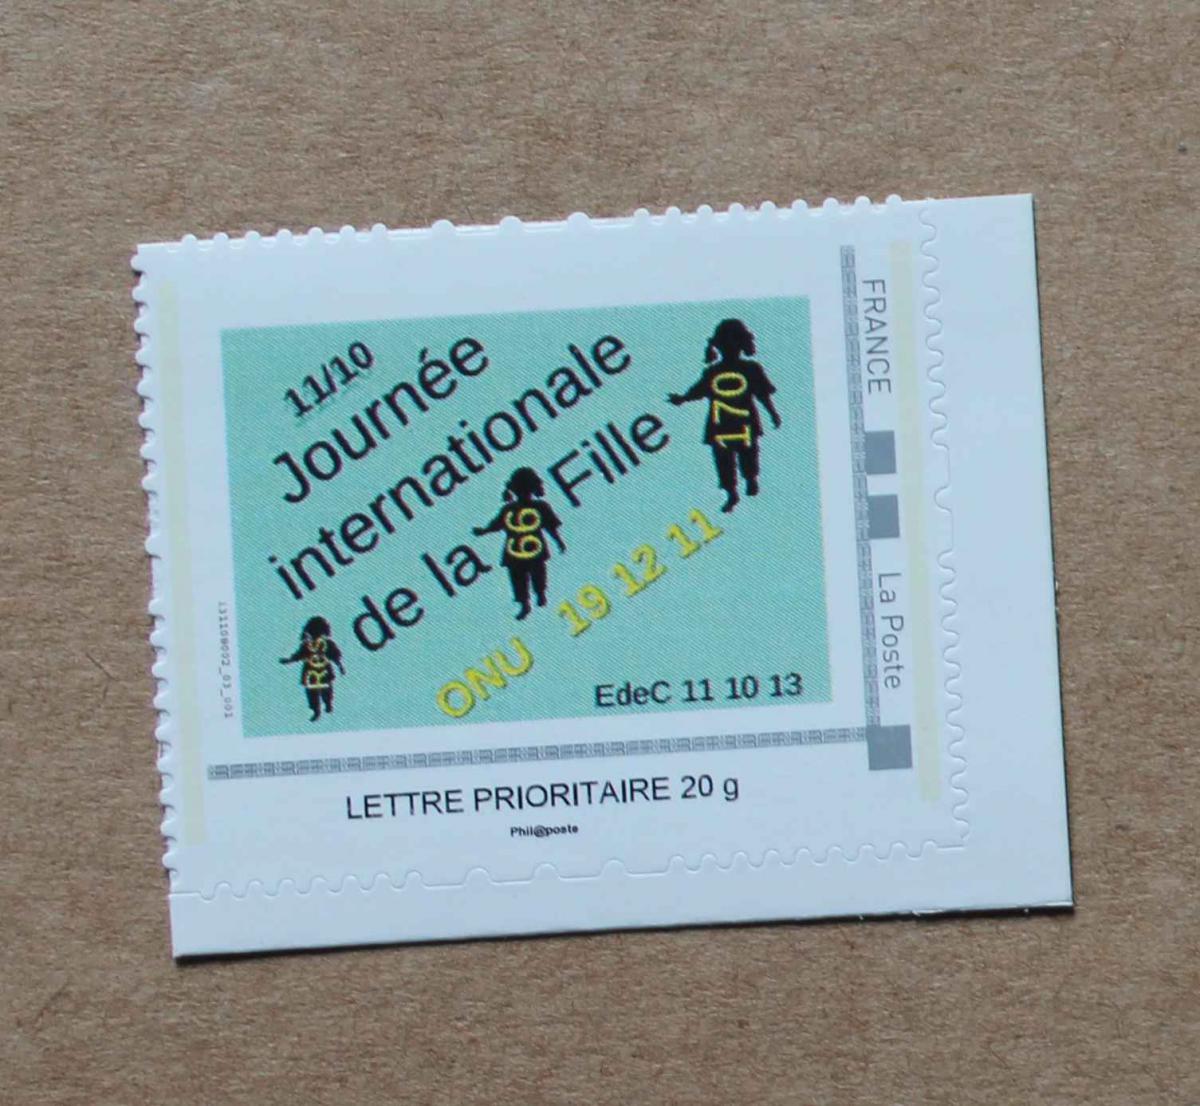 11/10
Journée
internationale
de la Fille
Res 66 170
ONU 19 12 11
EdeC 11 10 13
FRANCE
La Poste
LETTRE PRIORITAIRE 20 g
Phil@poste